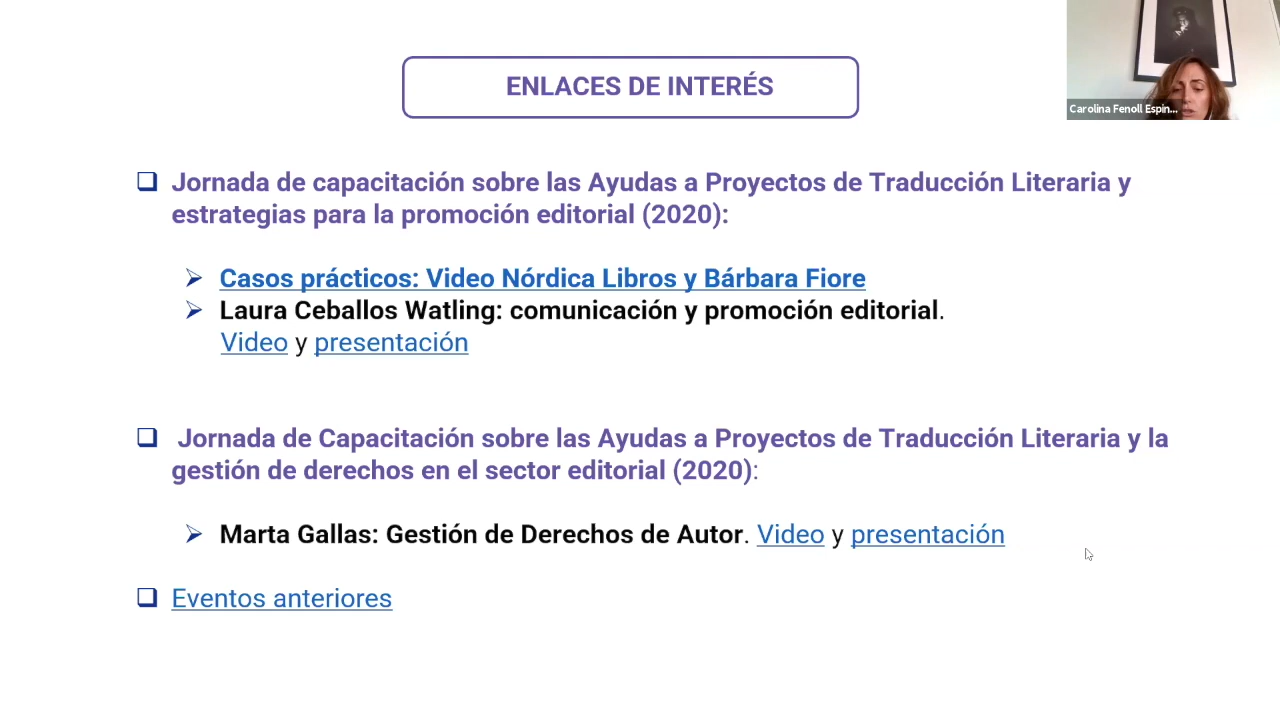 ENLACES DE INTERÉS
Carolina Fenoll Espin...
Jornada de capacitación sobre las Ayudas a Proyectos de Traducción Literaria y
estrategias para la promoción editorial (2020):
Casos prácticos: Video Nórdica Libros y Bárbara Fiore
Laura Ceballos Watling: comunicación y promoción editorial.
Video y presentación
Jornada de Capacitación sobre las Ayudas a Proyectos de Traducción Literaria y la
gestión de derechos en el sector editorial (2020):
Marta Gallas: Gestión de Derechos de Autor. Video y presentación
Eventos anteriores